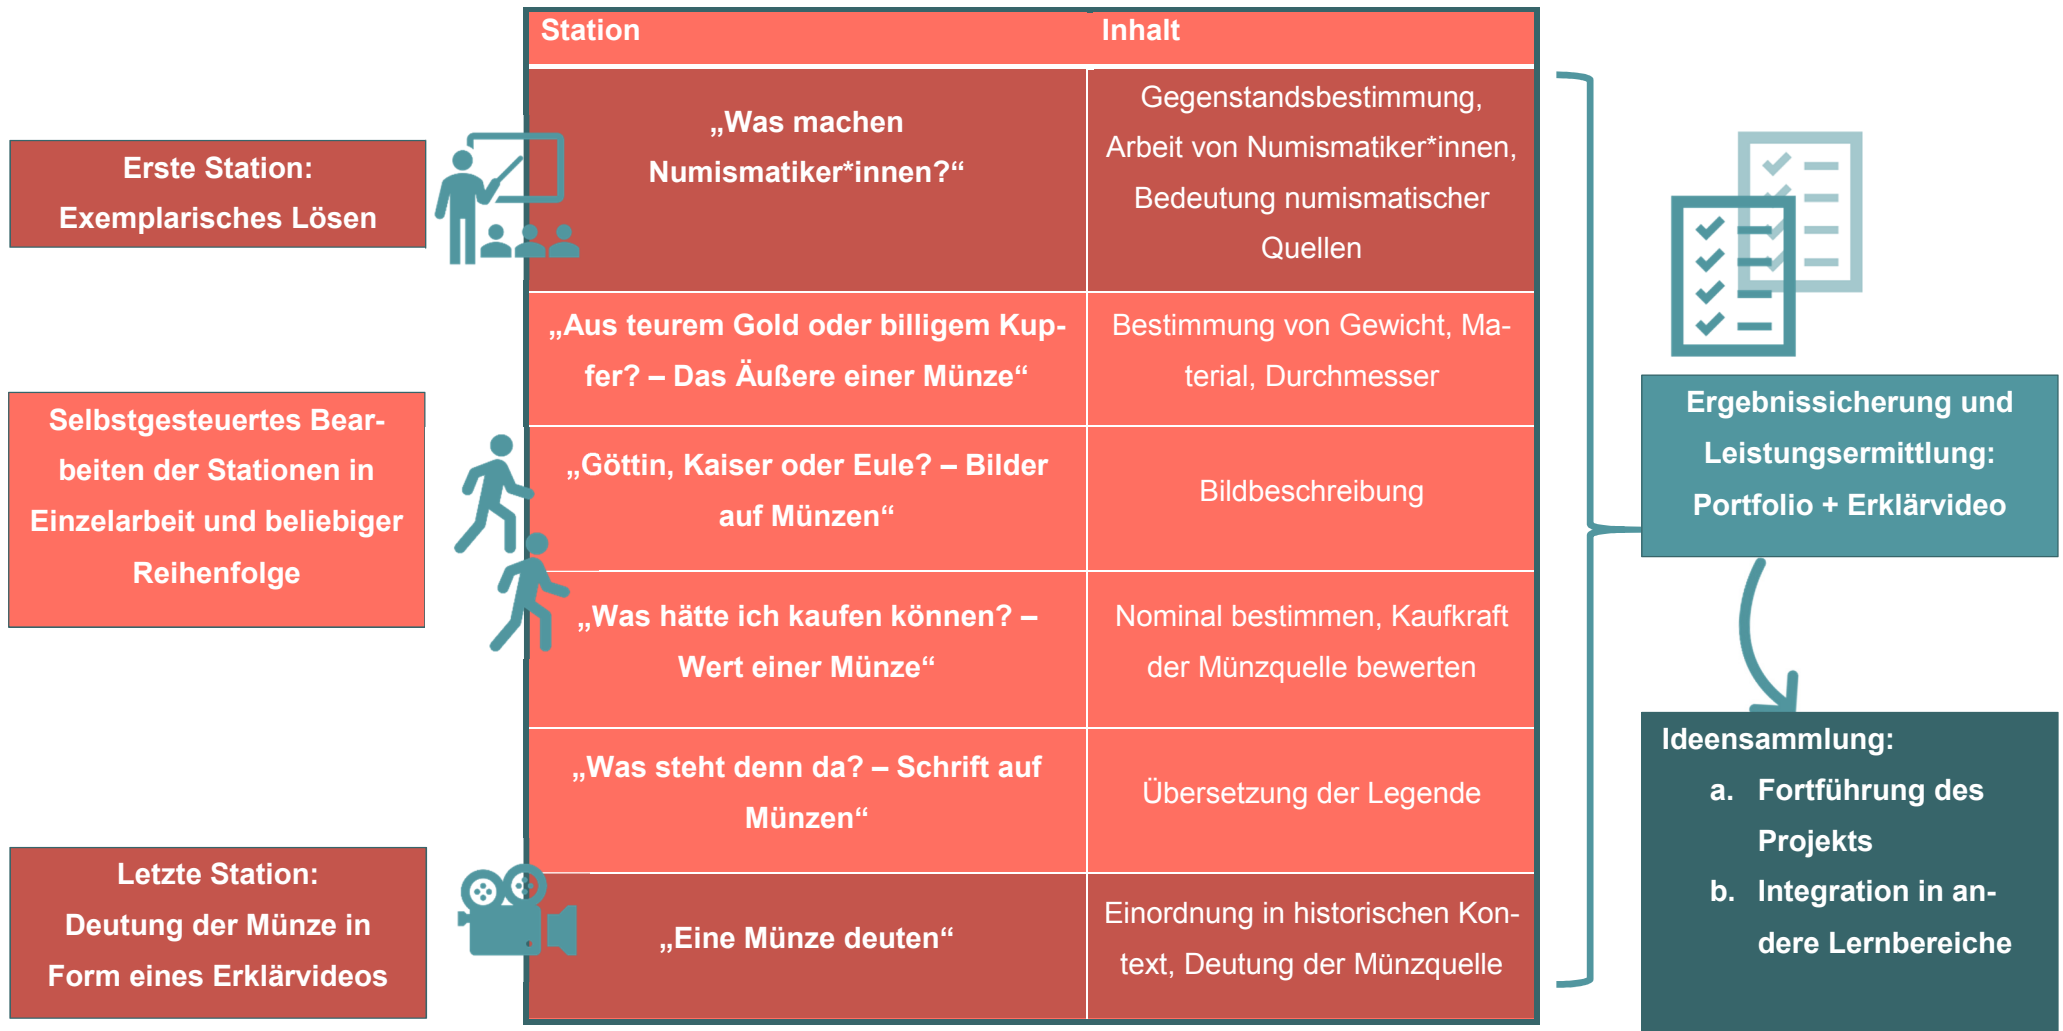 Station
Inhalt
Erste Station:
Exemplarisches Lösen
„Was machen
Numismatiker*innen?“
Gegenstandsbestimmung,
Arbeit von Numismatiker*innen,
Bedeutung numismatischer
Quellen
Selbstgesteuertes Bear-
beiten der Stationen in
Einzelarbeit und beliebiger
Reihenfolge
„Aus teurem Gold oder billigem Kup-
fer? – Das Äußere einer Münze“
Bestimmung von Gewicht, Ma-
terial, Durchmesser
„Göttin, Kaiser oder Eule? – Bilder
auf Münzen“
Bildbeschreibung
„Was hätte ich kaufen können? –
Wert einer Münze“
Nominal bestimmen, Kaufkraft
der Münzquelle bewerten
„Was steht denn da? – Schrift auf
Münzen“
Übersetzung der Legende
Letzte Station:
Deutung der Münze in
Form eines Erklärvideos
„Eine Münze deuten“
Einordnung in historischen Kon-
text, Deutung der Münzquelle
Ergebnissicherung und
Leistungsermittlung:
Portfolio + Erklärvideo
Ideensammlung:
a. Fortführung des
Projekts
b. Integration in an-
dere Lernbereiche